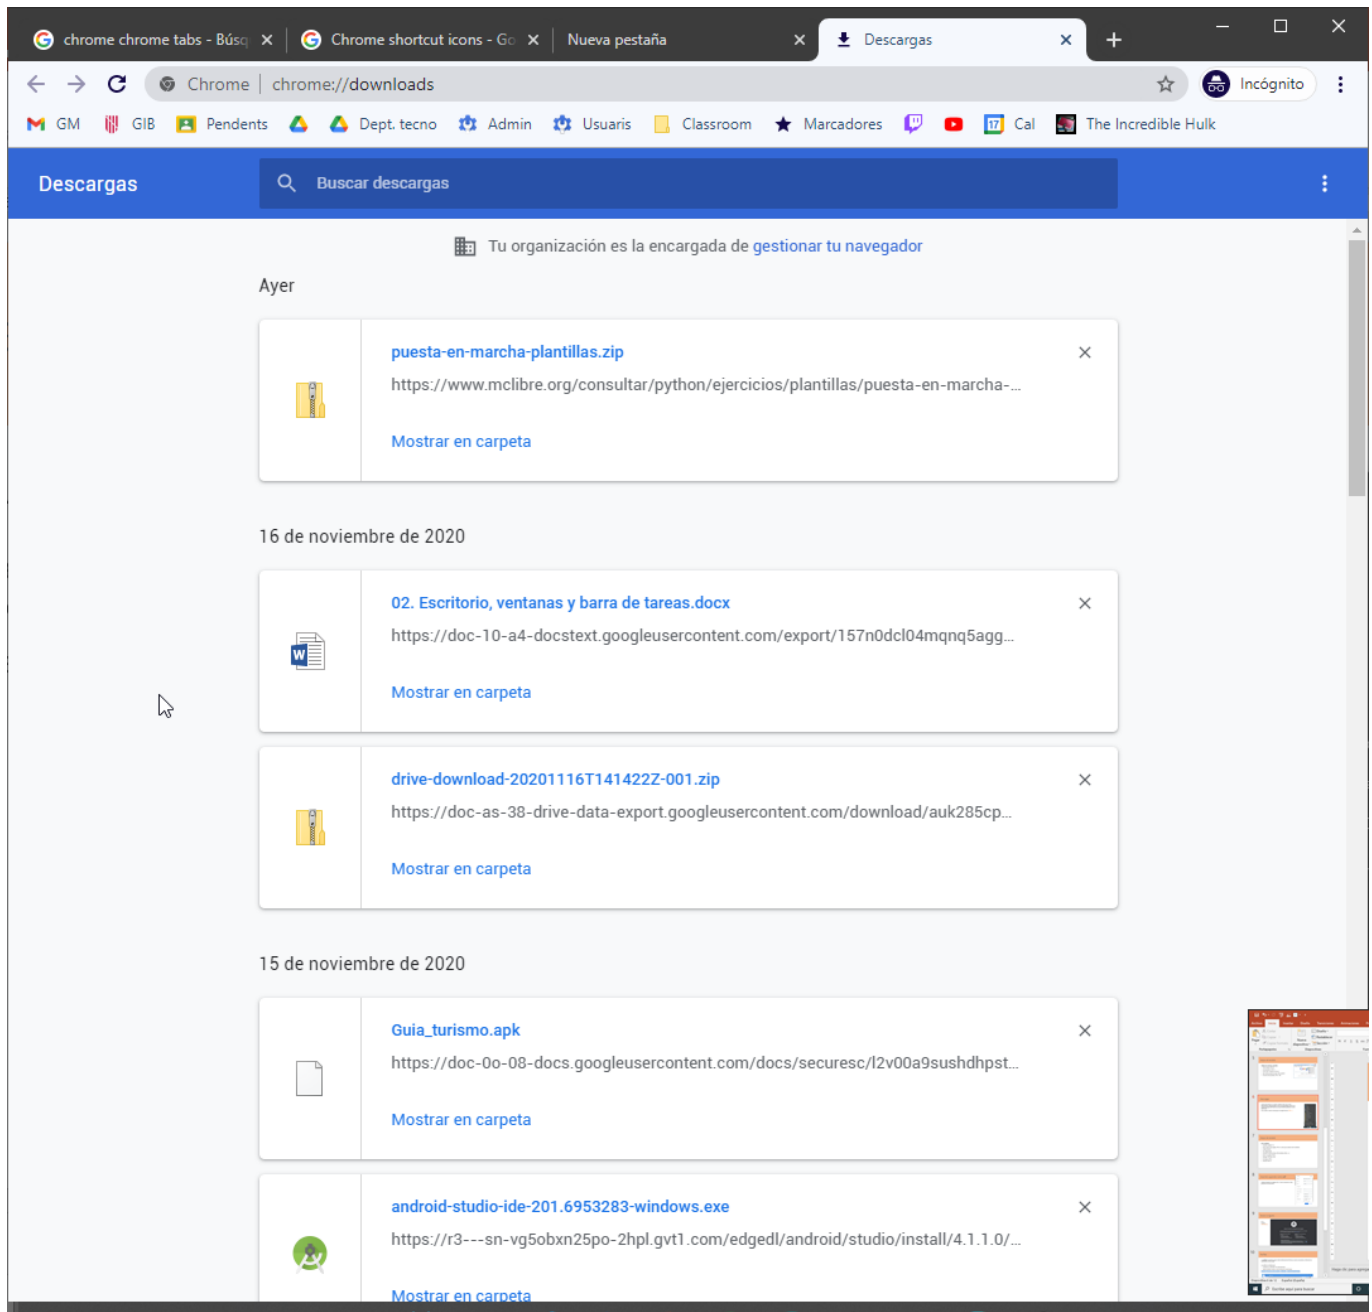 chrome chrome tabs - Búsq
Chrome shortcut icons - Go
Nueva pestaña
Descargas
Chrome | chrome://downloads
Incógnito
GM GIB Pendents Dept. tecno Admin Usuaris Classroom Marcadores 17 Cal The Incredible Hulk
Descargas
Buscar descargas
Tu organización es la encargada de gestionar tu navegador
Ayer
puesta-en-marcha-plantillas.zip
https://www.mclibre.org/consultar/python/ejercicios/plantillas/puesta-en-marcha-...
Mostrar en carpeta
16 de noviembre de 2020
02. Escritorio, ventanas y barra de tareas.docx
https://doc-10-a4-docstext.googleusercontent.com/export/157n0dcl04mqnq5agg...
Mostrar en carpeta
drive-download-20201116T141422Z-001.zip
https://doc-as-38-drive-data-export.googleusercontent.com/download/auk285cp...
Mostrar en carpeta
15 de noviembre de 2020
Guia_turismo.apk
https://doc-0o-08-docs.googleusercontent.com/docs/securesc/l2v00a9sushdhpst...
Mostrar en carpeta
android-studio-ide-201.6953283-windows.exe
https://r3---sn-vg5obxn25po-2hpl.gvt1.com/edgedl/android/studio/install/4.1.1.0/...
Mostrar en carpeta